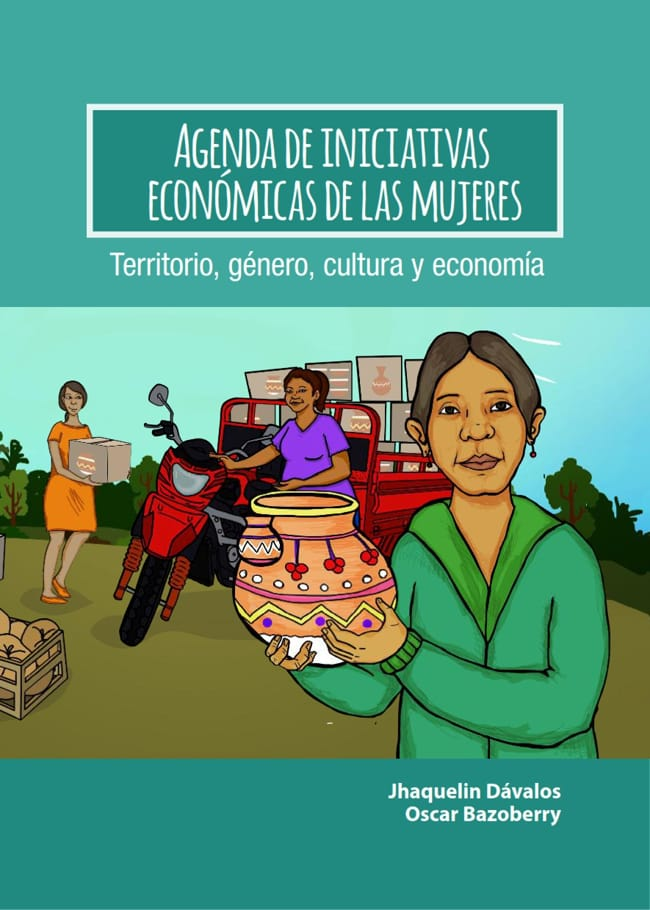 AGENDA DE INICIATIVAS
ECONÓMICAS DE LAS MUJERES
Territorio, género, cultura y economía
Jhaquelin Dávalos
Oscar Bazoberry